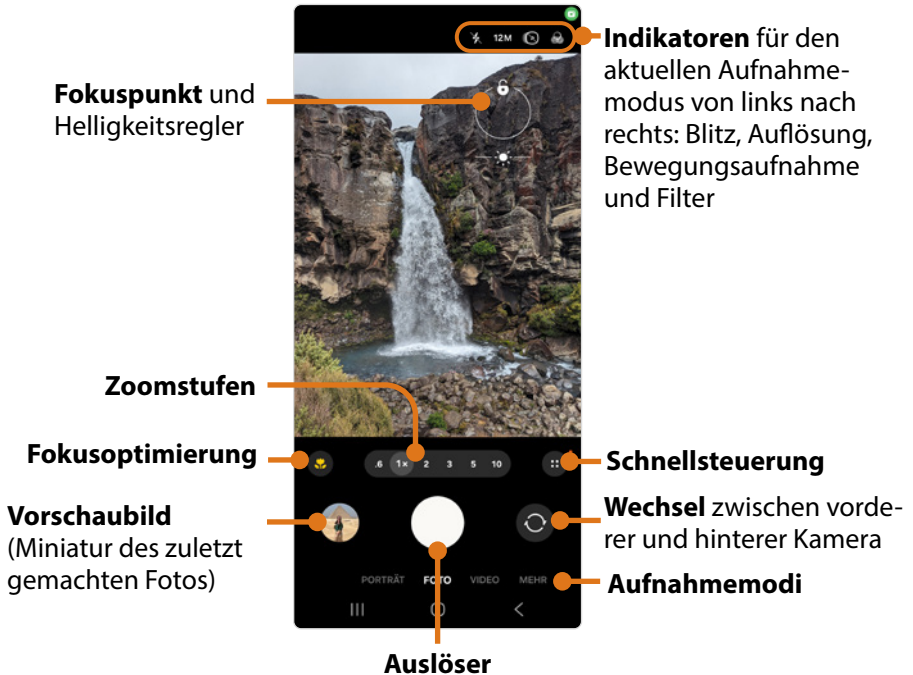 12M
Indikatoren für den
aktuellen Aufnahme-
modus von links nach
rechts: Blitz, Auflösung,
Bewegungsaufnahme
und Filter
Fokuspunkt und
Helligkeitsregler
Zoomstufen
Fokusoptimierung
.6 1x 2 3 5 10
Schnellsteuerung
Vorschaubild
(Miniatur des zuletzt
gemachten Fotos)
Wechsel zwischen vorde-
rer und hinterer Kamera
PORTRÄT FOTO VIDEO MEHR
Aufnahmemodi
Auslöser